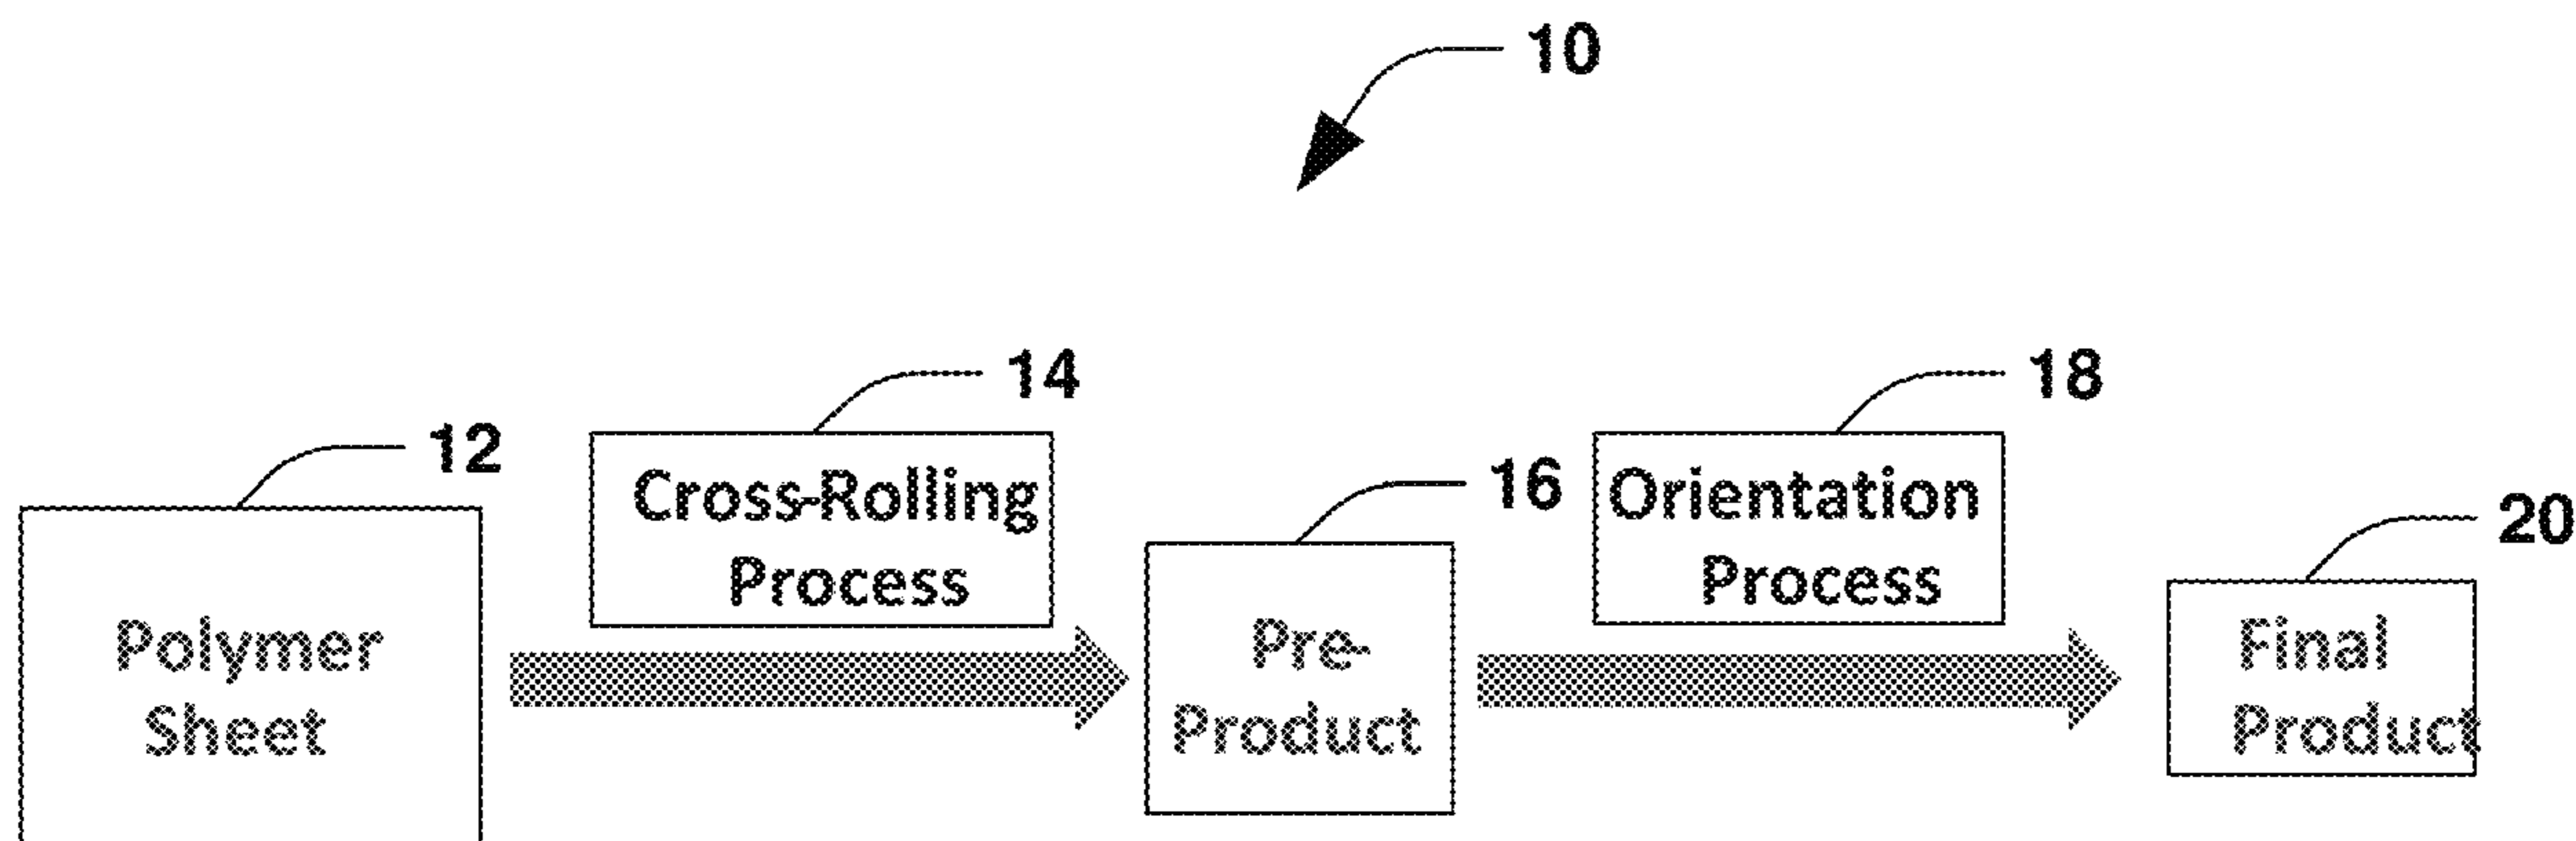 10
14
18
12
Cross-Rolling
Process
16
Orientation
Process
20
Polymer
Sheet
Pre-
Product
Final
Product